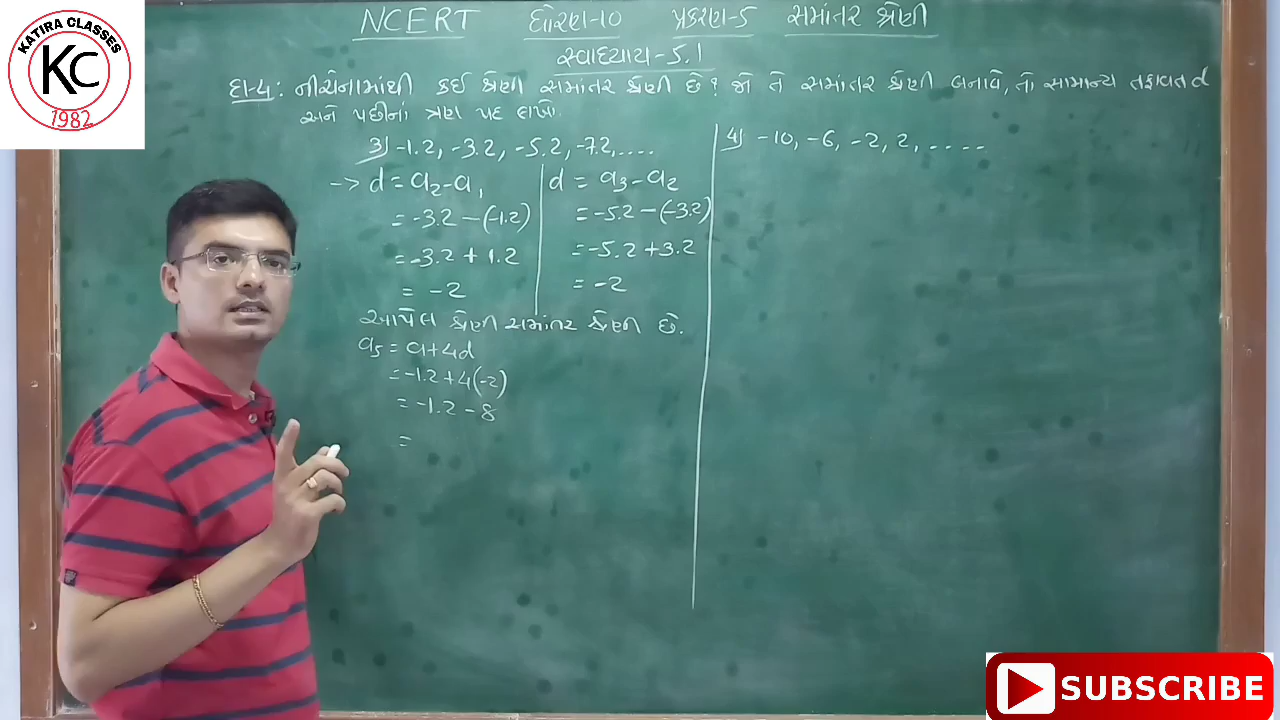 KATIRA CLASSES
KC
1982
NCERT ધોરણ-10 પ્રકરણ-5 સમાંતર શ્રેણી
સ્વાધ્યાય-5.1
દા-4: નીચેનામાંથી કઈ શ્રેણી સમાંતર શ્રેણી છે? જો તે સમાંતર શ્રેણી બનાવે, તો સામાન્ય તફાવત d
અને પછીનાં ત્રણ પદ લખો.
3) -1.2, -3.2, -5.2, -7.2, ....
-> d = a₂ - a₁
= -3.2 - (-1.2)
= -3.2 + 1.2
= -2
d = a₃ - a₂
= -5.2 - (-3.2)
= -5.2 + 3.2
= -2
આપેલ શ્રેણી સમાંતર શ્રેણી છે.
a₅ = a + 4d
= -1.2 + 4(-2)
= -1.2 - 8
=
4) -10, -6, -2, 2, ....
SUBSCRIBE